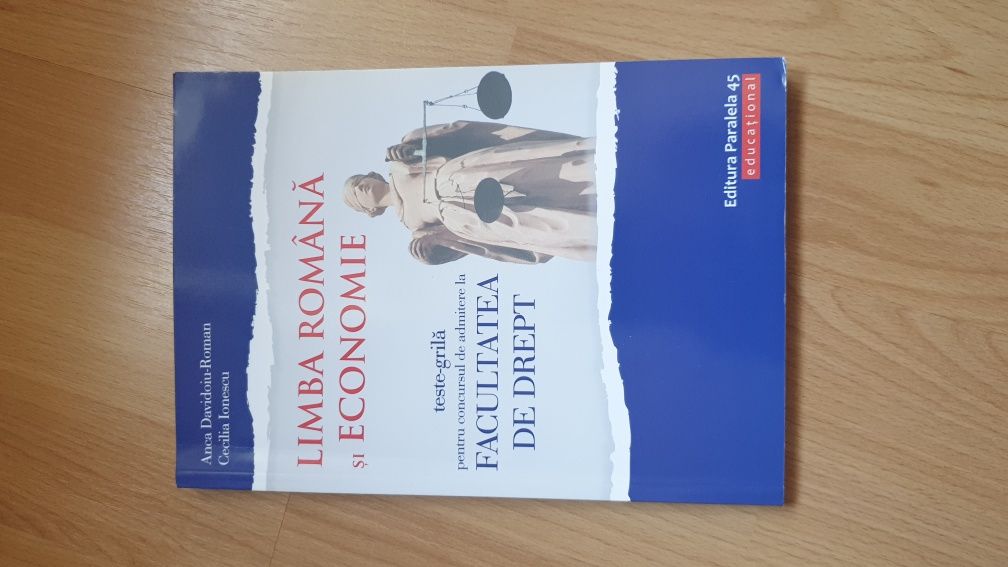 Anca Davidoiu-Roman
Cecilia Ionescu
LIMBA ROMÂNĂ
și ECONOMIE
teste-grilă
pentru concursul de admitere la
FACULTATEA
DE DREPT
Editura Paralela 45
educațional